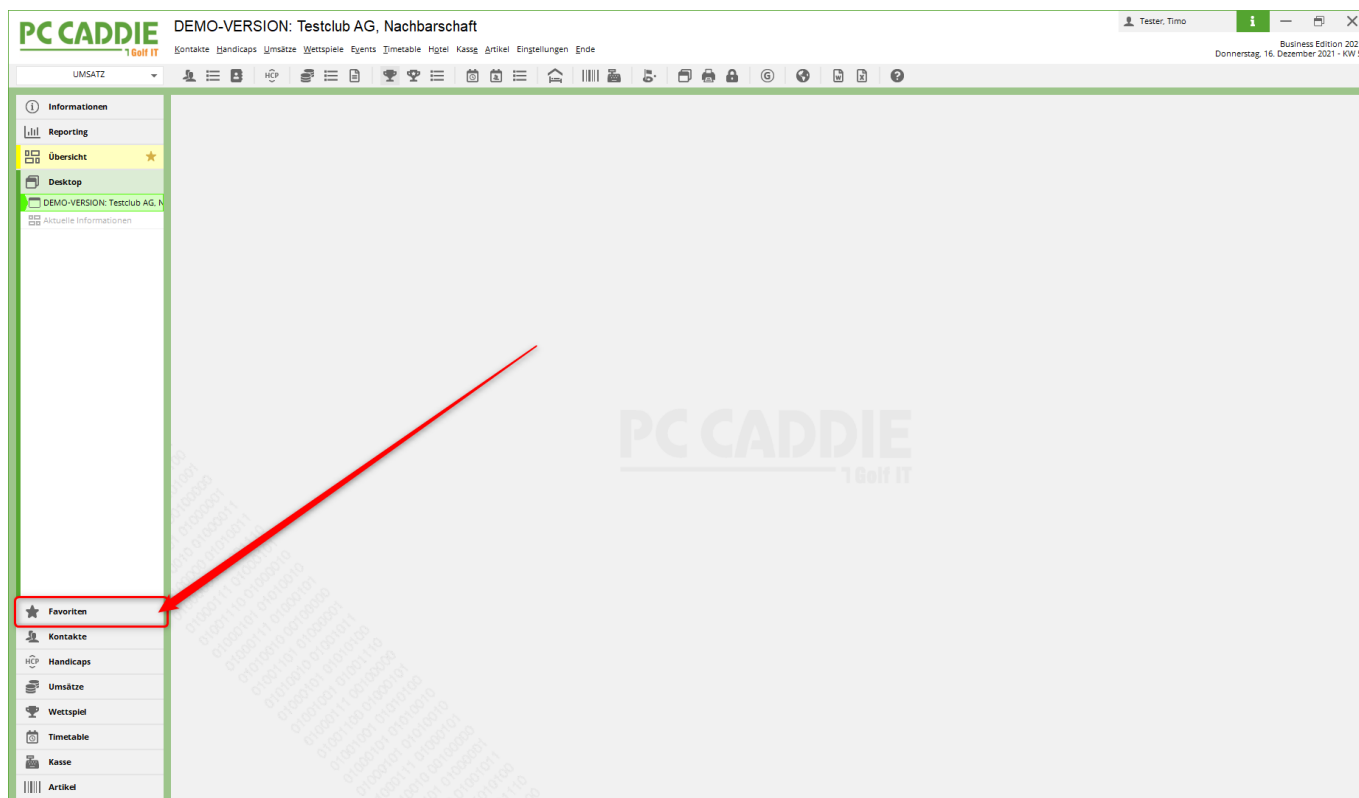 PC CADDIE
Golf IT
DEMO-VERSION: Testclub AG, Nachbarschaft
Tester, Timo
i
Kontakte Handicaps Umsätze Wettspiele Events Timetable Hotel Kasse Artikel Einstellungen Ende
Business Edition 202
Donnerstag, 16. Dezember 2021 - KW
UMSATZ
HCP
G
W
X
?
Informationen
Reporting
Übersicht
Desktop
DEMO-VERSION: Testclub AG, N
Aktuelle Informationen
PC CADDIE
Golf IT
Favoriten
Kontakte
HCP Handicaps
Umsätze
Wettspiel
Timetable
Kasse
Artikel